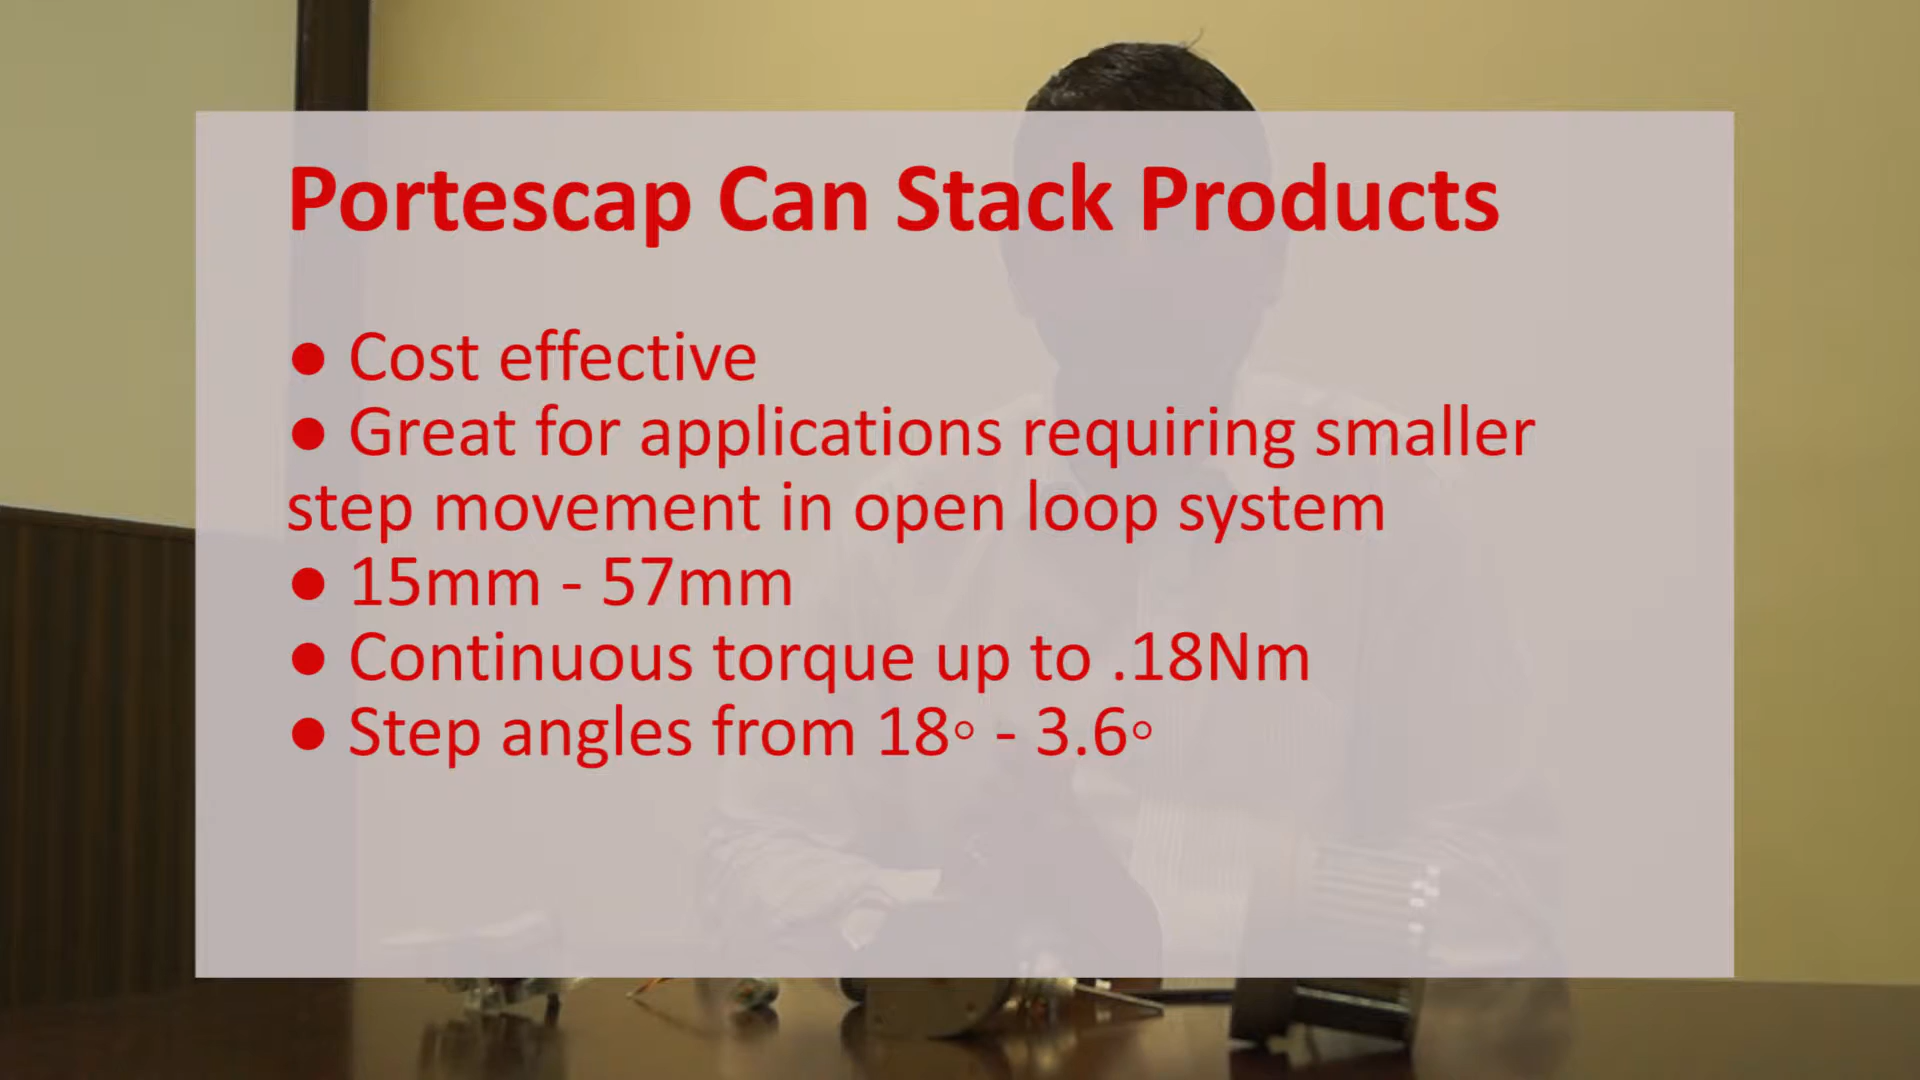 Portescap Can Stack Products
● Cost effective
● Great for applications requiring smaller
step movement in open loop system
● 15mm - 57mm
● Continuous torque up to .18Nm
● Step angles from 18° - 3.6°